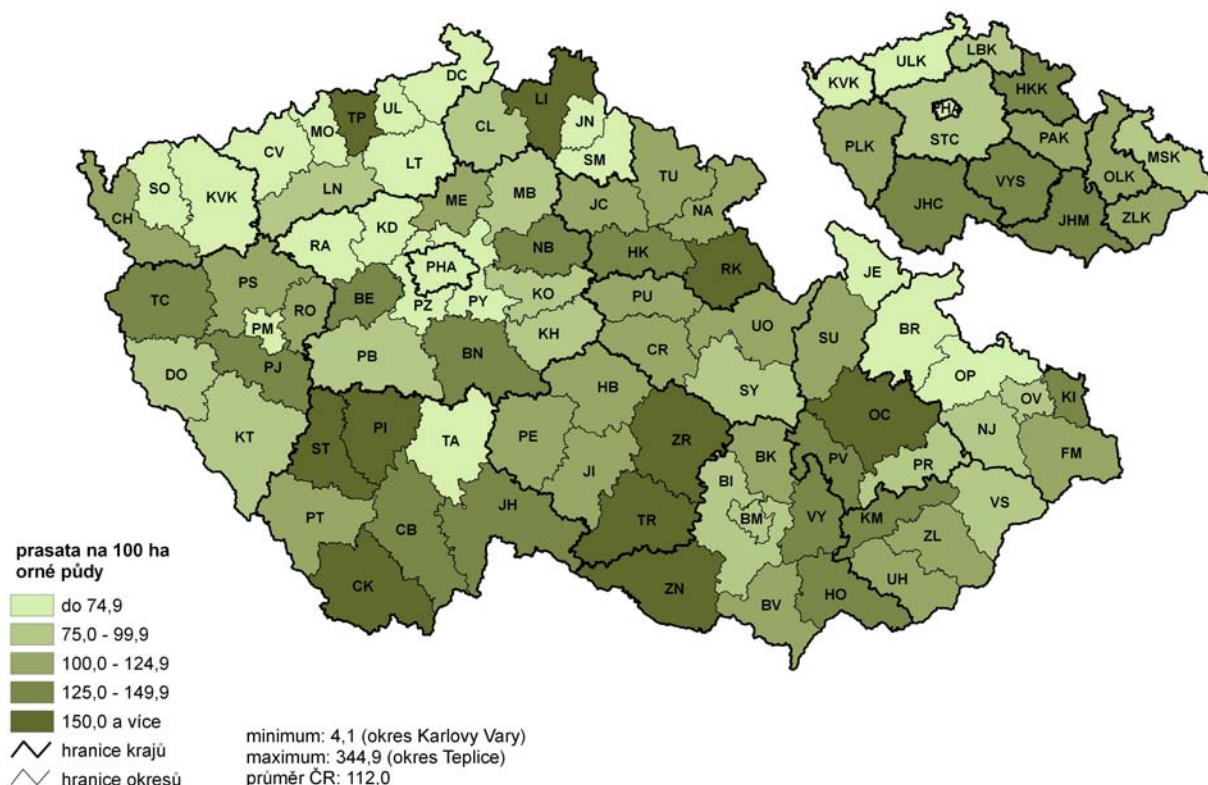 DC
LI
TP
UL
JN
MO
CL
SM
CV
LT
SO
KVK
LN
TU
ME
MB
CH
JC
NA
RA
KD
NB
HK
RK
PHA
TC
PS
BE
KO
PU
RO
PZ
PY
PM
UO
KH
PB
BN
CR
DO
PJ
HB
SY
JE
SU
BR
OP
OV
KI
KT
ST
PI
TA
PE
ZR
OC
NJ
FM
JI
BK
PV
PR
BI
VS
PT
CB
JH
TR
BM
VY
KM
ZL
CK
ZN
BV
HO
UH
ULK
LBK
KVK
HKK
PHA
STC
PAK
PLK
MSK
OLK
VYS
JHC
JHM
ZLK
prasata na 100 ha
orné půdy
do 74,9
75,0 - 99,9
100,0 - 124,9
125,0 - 149,9
150,0 a více
hranice krajů
hranice okresů
minimum: 4,1 (okres Karlovy Vary)
maximum: 344,9 (okres Teplice)
průměr ČR: 112,0